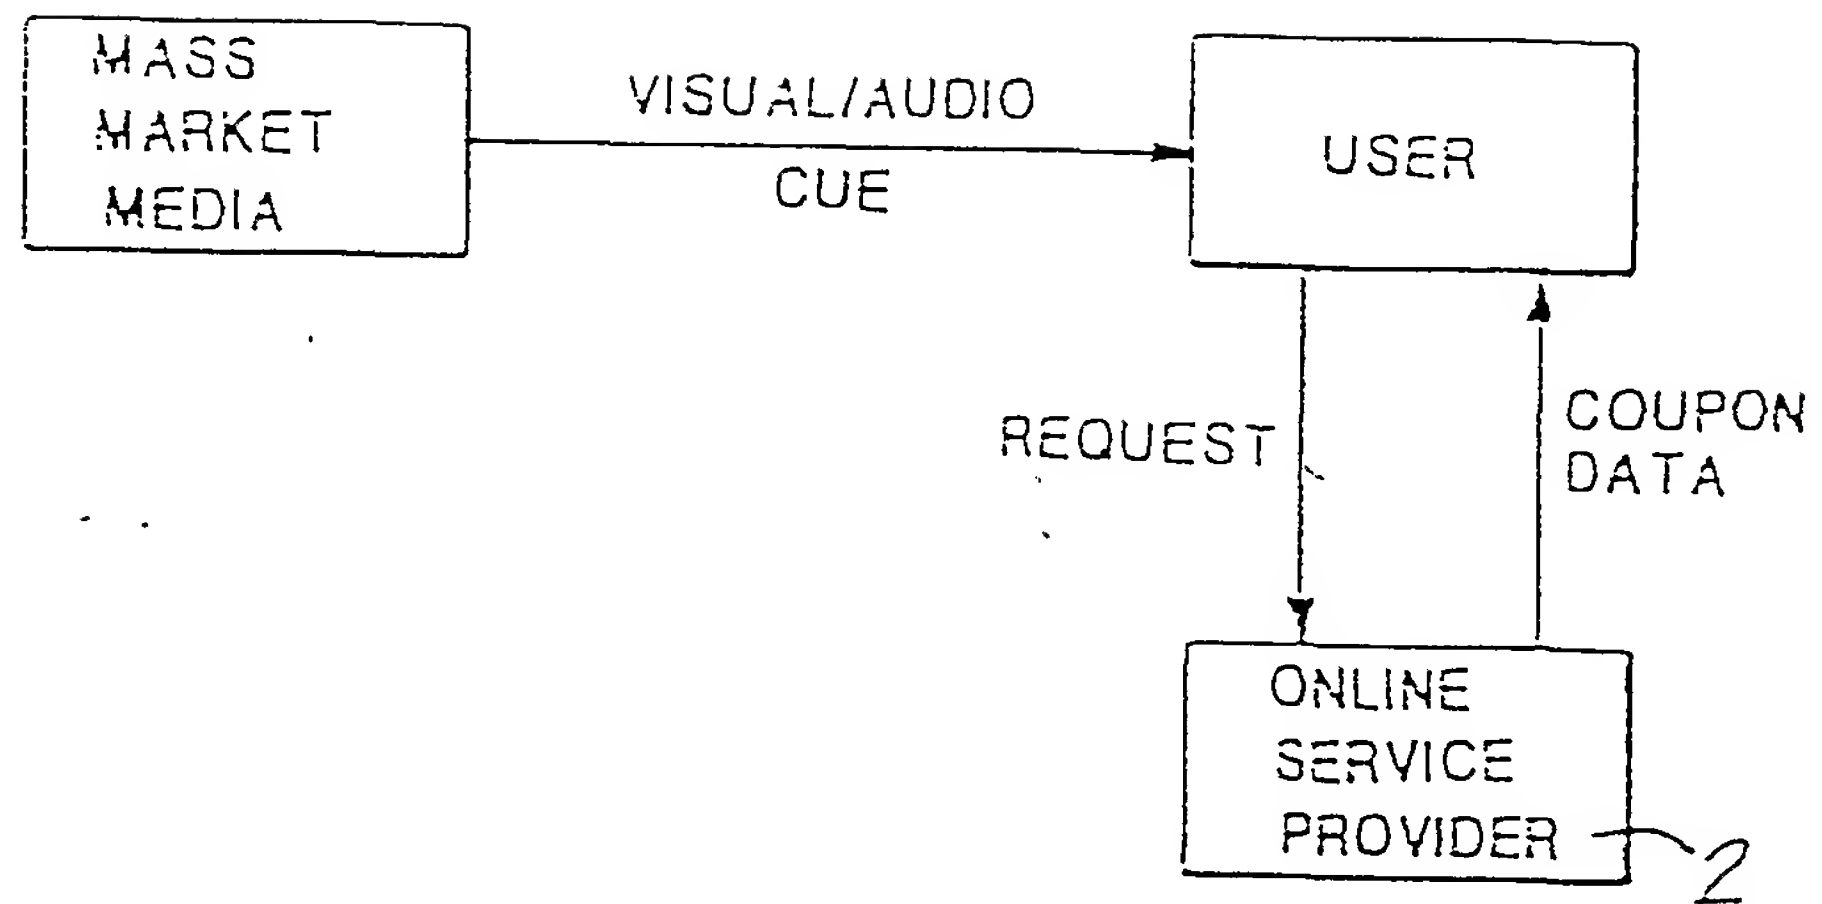 MASS
MARKET
MEDIA
VISUAL/AUDIO
CUE
USER
REQUEST
COUPON
DATA
ONLINE
SERVICE
PROVIDER
2